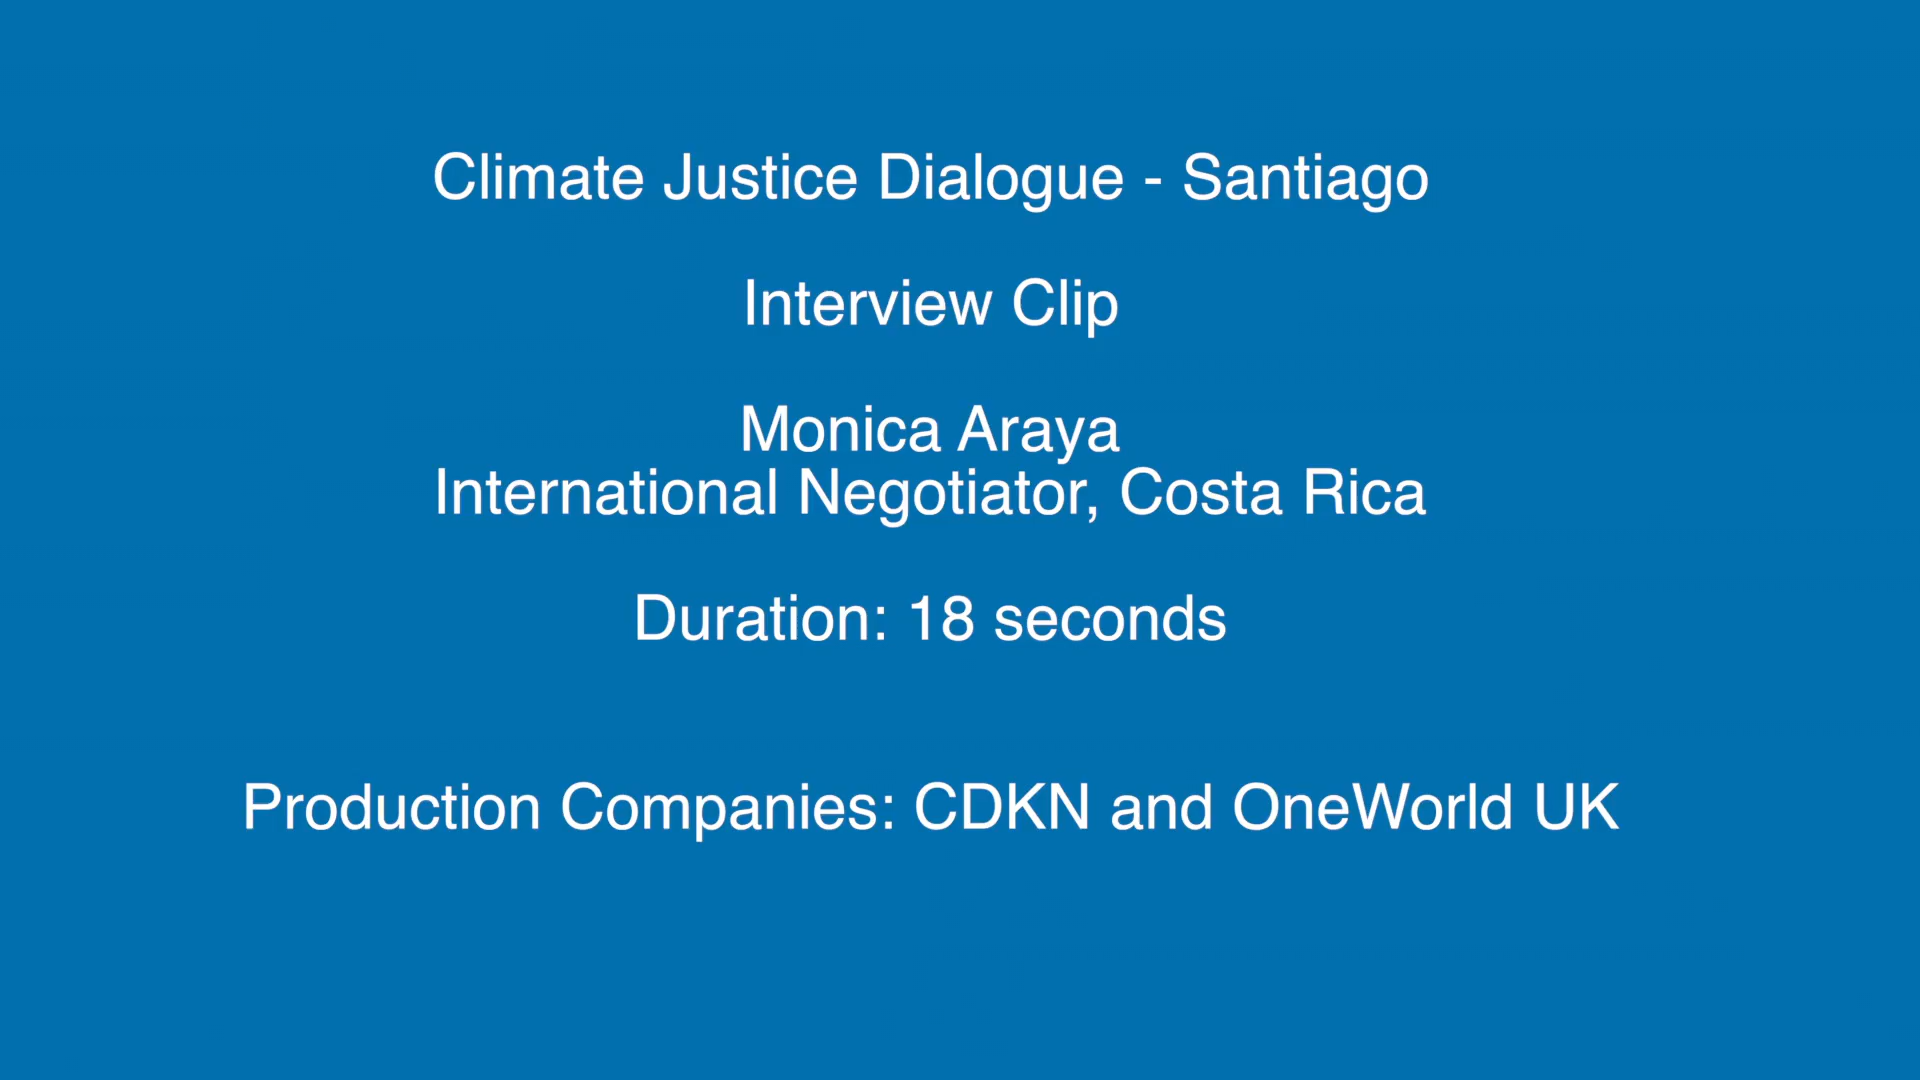 Climate Justice Dialogue - Santiago
Interview Clip
Monica Araya
International Negotiator, Costa Rica
Duration: 18 seconds
Production Companies: CDKN and OneWorld UK